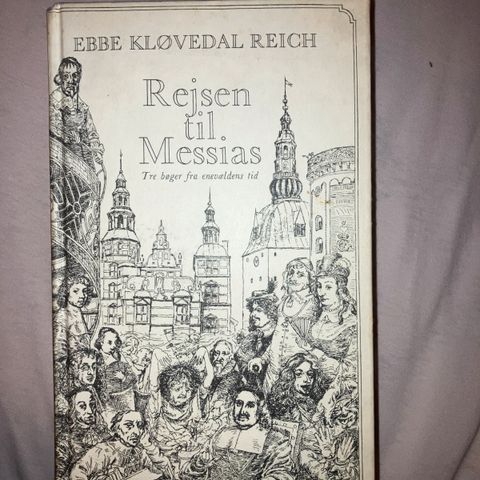 EBBE KLØVEDAL REICH
Rejsen
til
Messias
Tre bøger fra enevældens tid